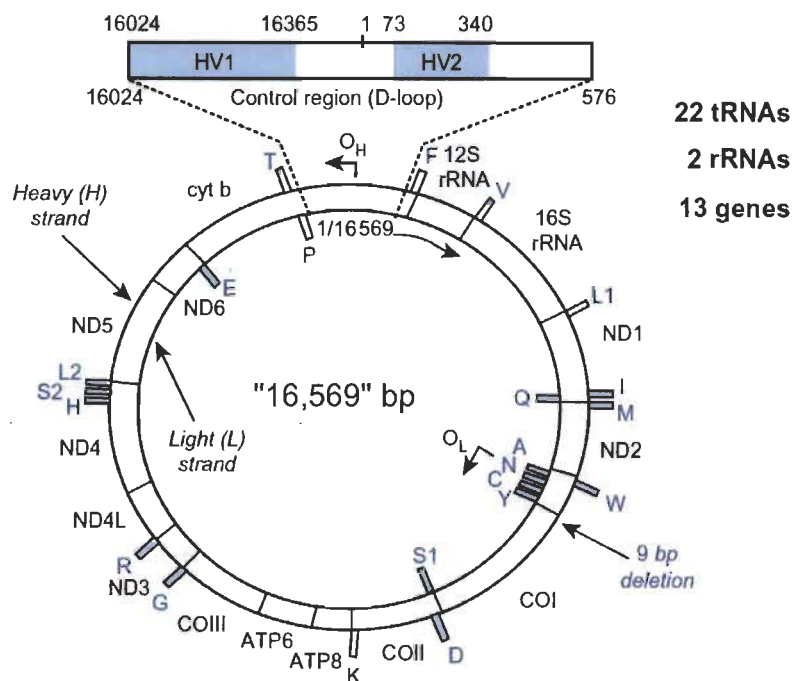 16024 16365 1 73 340
HV1 HV2
16024 Control region (D-loop) 576
22 tRNAs
2 rRNAs
13 genes
OH
T
F
12S
rRNA
V
cyt b
Heavy (H)
strand
1/16569
P
16S
rRNA
E
ND6
L1
ND1
ND5
L2
S2
H
"16,569" bp
Q
I
M
ND4
Light (L)
strand
OL
A
N
C
Y
ND2
W
ND4L
R
ND3
G
S1
9 bp
deletion
COI
COIII
ATP6
ATP8
K
COII
D